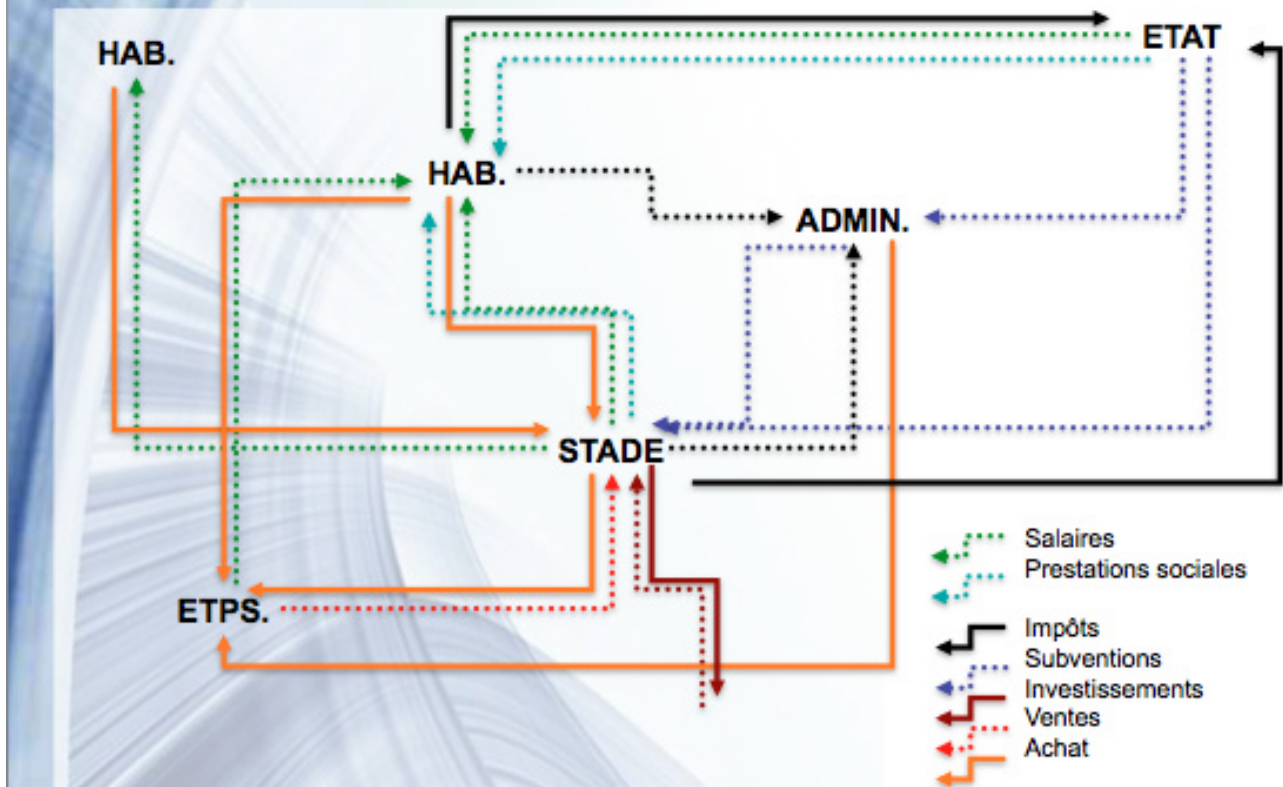 ETAT
HAB.
HAB.
ADMIN.
STADE
ETPS.
Salaires
Prestations sociales
Impôts
Subventions
Investissements
Ventes
Achat